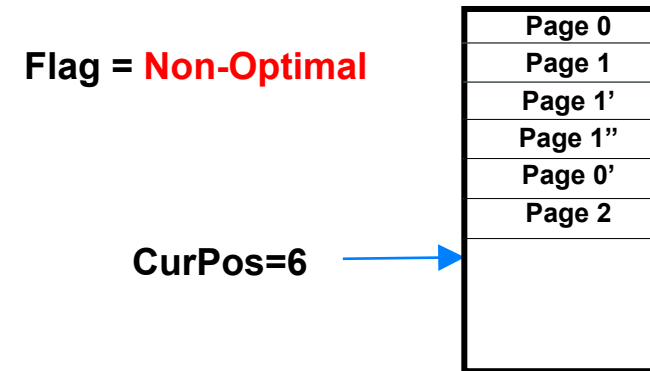 Flag = Non-Optimal
CurPos=6
Page 0
Page 1
Page 1’
Page 1”
Page 0’
Page 2